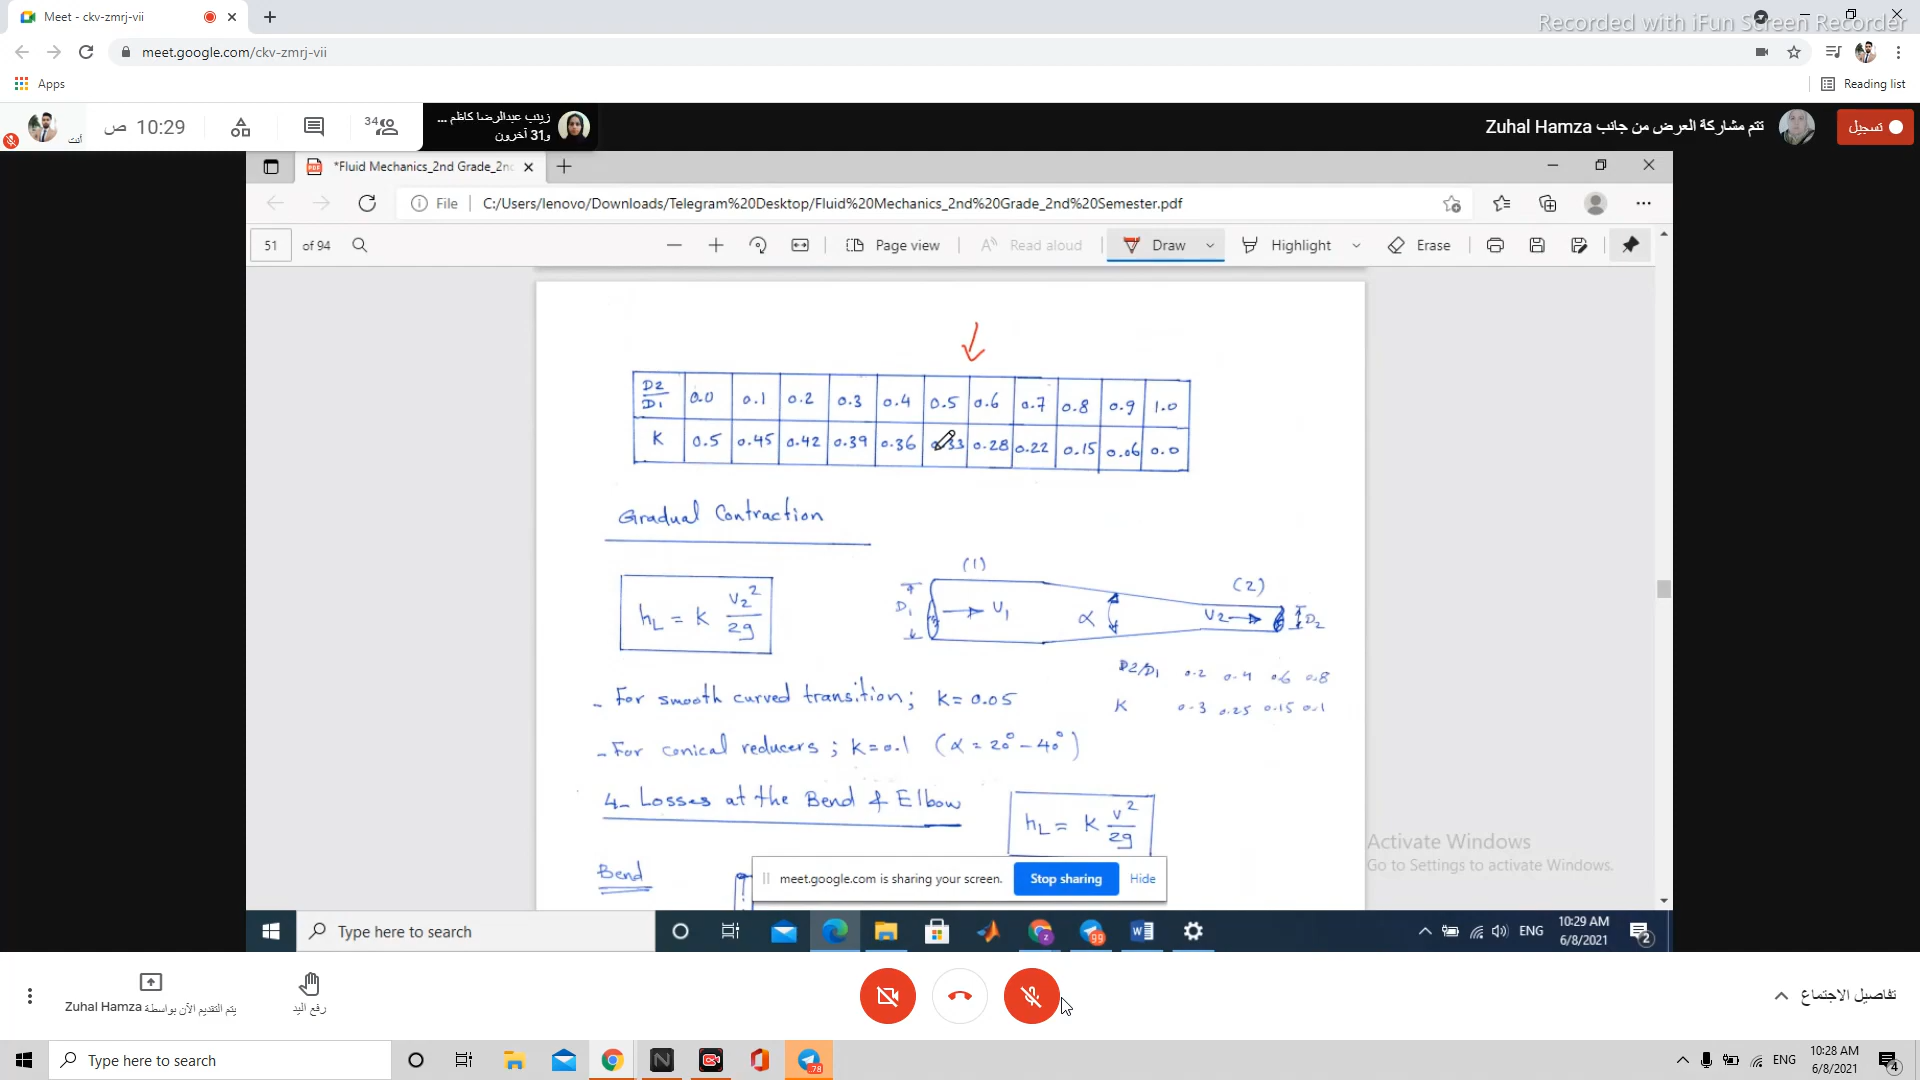 Meet - ckv-zmrj-vii
Recorded with iFun Screen Recorder
meet.google.com/ckv-zmrj-vii
Apps
Reading list
أنت
10:29 ص
34
زينب عبدالرضا كاظم ...
و31 آخرون
تتم مشاركة العرض من جانب Zuhal Hamza
تسجيل
*Fluid Mechanics_2nd Grade_2nd
File
C:/Users/lenovo/Downloads/Telegram%20Desktop/Fluid%20Mechanics_2nd%20Grade_2nd%20Semester.pdf
51 of 94
Page view
Read aloud
Draw
Highlight
Erase
D2/D1 0.0 0.1 0.2 0.3 0.4 0.5 0.6 0.7 0.8 0.9 1.0
K 0.5 0.45 0.42 0.39 0.36 0.33 0.28 0.22 0.15 0.06 0.0
Gradual Contraction
(1)
(2)
D1
V1
α
V2
D2
hL = K V2²/2g
D2/D1 0.2 0.4 0.6 0.8
K 0.3 0.25 0.15 0.1
- For smooth curved transition; K= 0.05
- For conical reducers; K=0.1 (α = 20° - 40°)
4- Losses at the Bend & Elbow
hL = K V²/2g
Bend
Activate Windows
Go to Settings to activate Windows.
meet.google.com is sharing your screen.
Stop sharing
Hide
Type here to search
99
ENG
10:29 AM
6/8/2021
2
Zuhal Hamza يتم التقديم الآن بواسطة
رفع اليد
تفاصيل الاجتماع
Type here to search
78
ENG
10:28 AM
6/8/2021
4